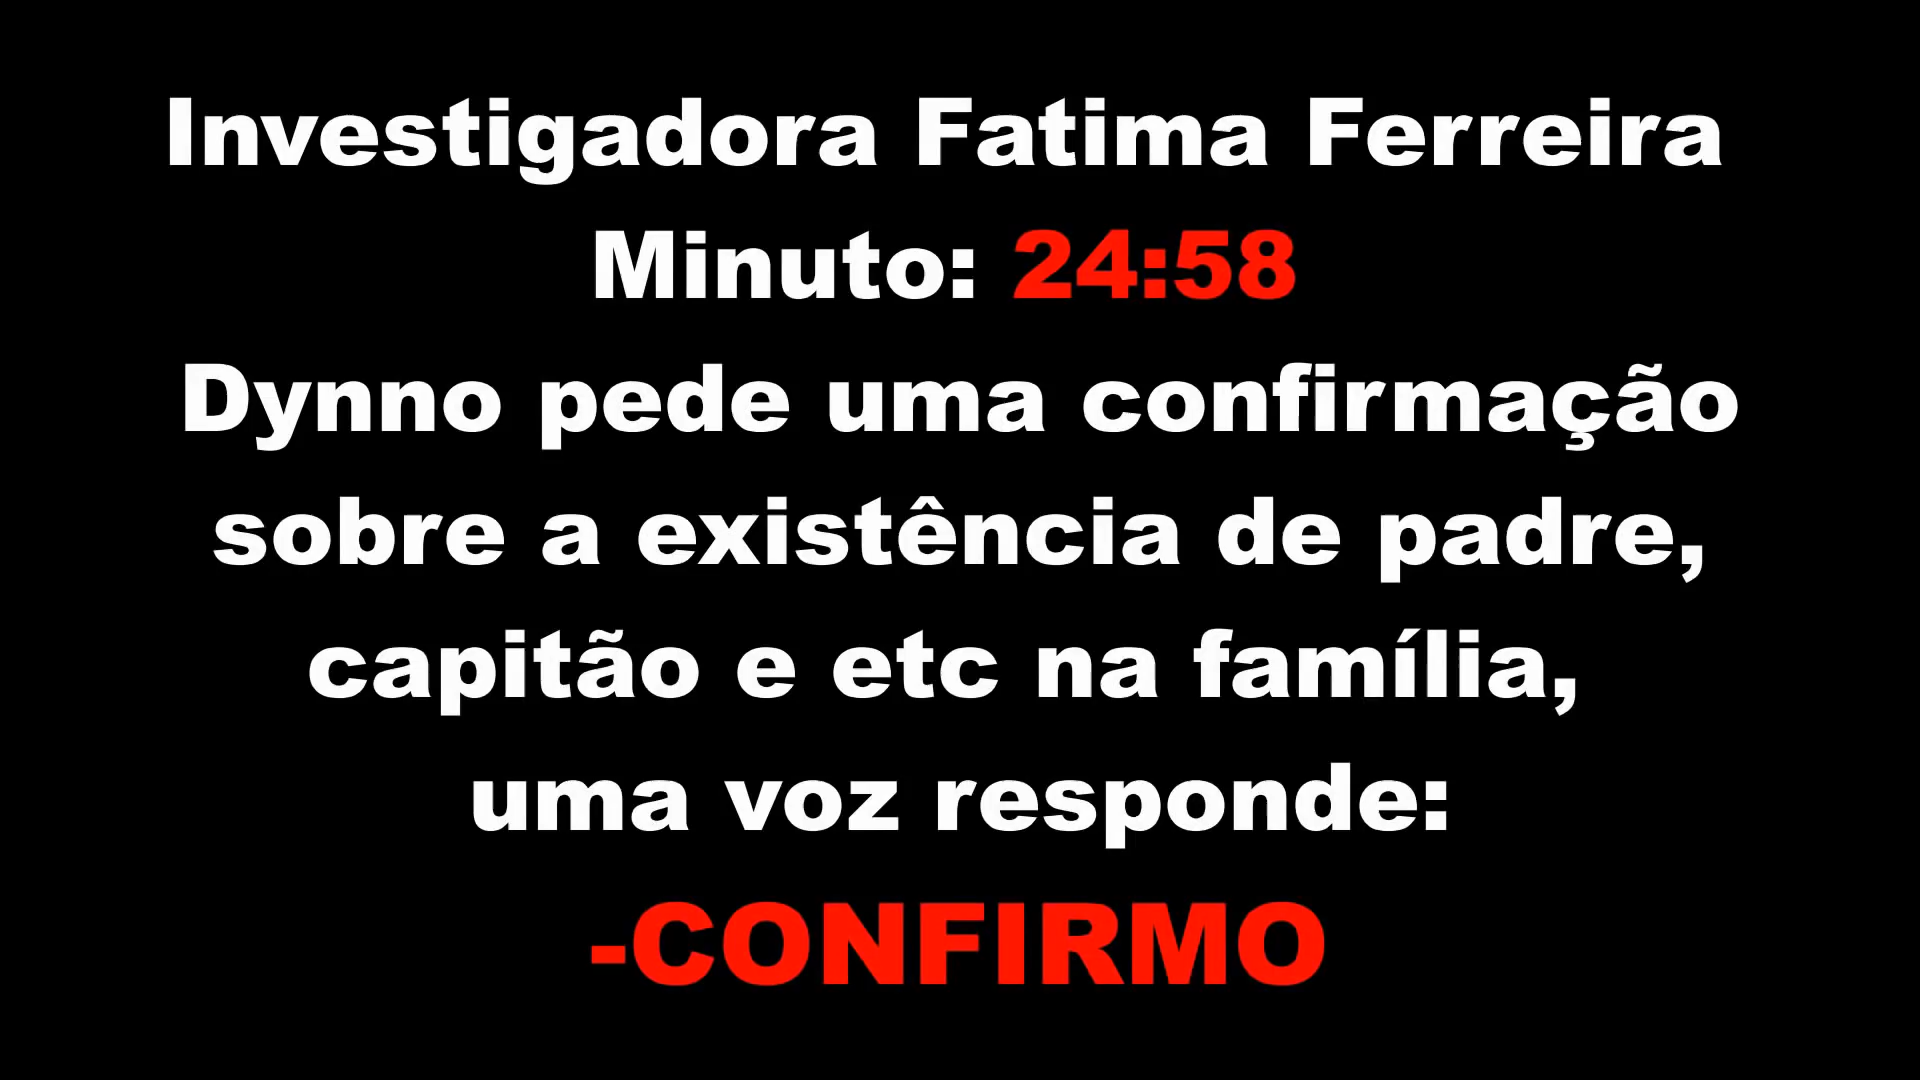 Investigadora Fatima Ferreira
Minuto: 24:58
Dynno pede uma confirmação
sobre a existência de padre,
capitão e etc na família,
uma voz responde:
-CONFIRMO